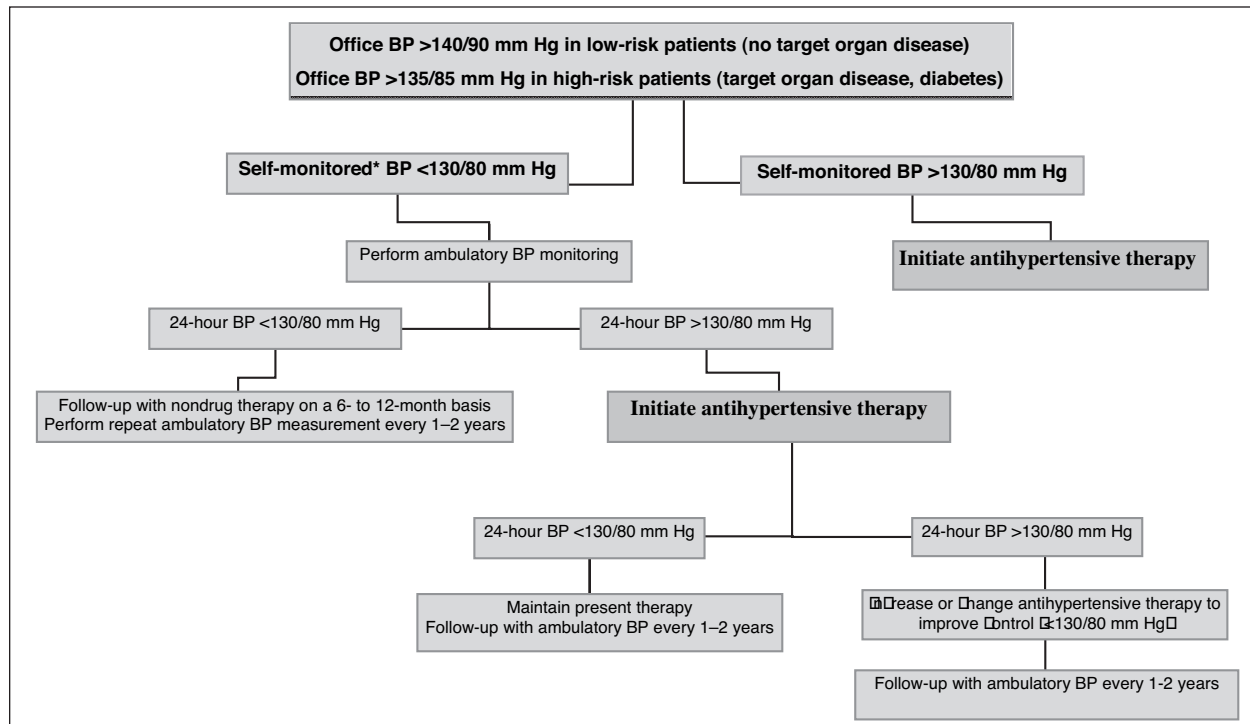 Office BP >140/90 mm Hg in low-risk patients (no target organ disease)
Office BP >135/85 mm Hg in high-risk patients (target organ disease, diabetes)
Self-monitored* BP <130/80 mm Hg
Self-monitored BP >130/80 mm Hg
Perform ambulatory BP monitoring
Initiate antihypertensive therapy
24-hour BP <130/80 mm Hg
24-hour BP >130/80 mm Hg
Follow-up with nondrug therapy on a 6- to 12-month basis
Perform repeat ambulatory BP measurement every 1–2 years
Initiate antihypertensive therapy
24-hour BP <130/80 mm Hg
24-hour BP >130/80 mm Hg
Maintain present therapy
Follow-up with ambulatory BP every 1–2 years
or antihypertensive therapy to
improve <130/80 mm Hg
Follow-up with ambulatory BP every 1-2 years